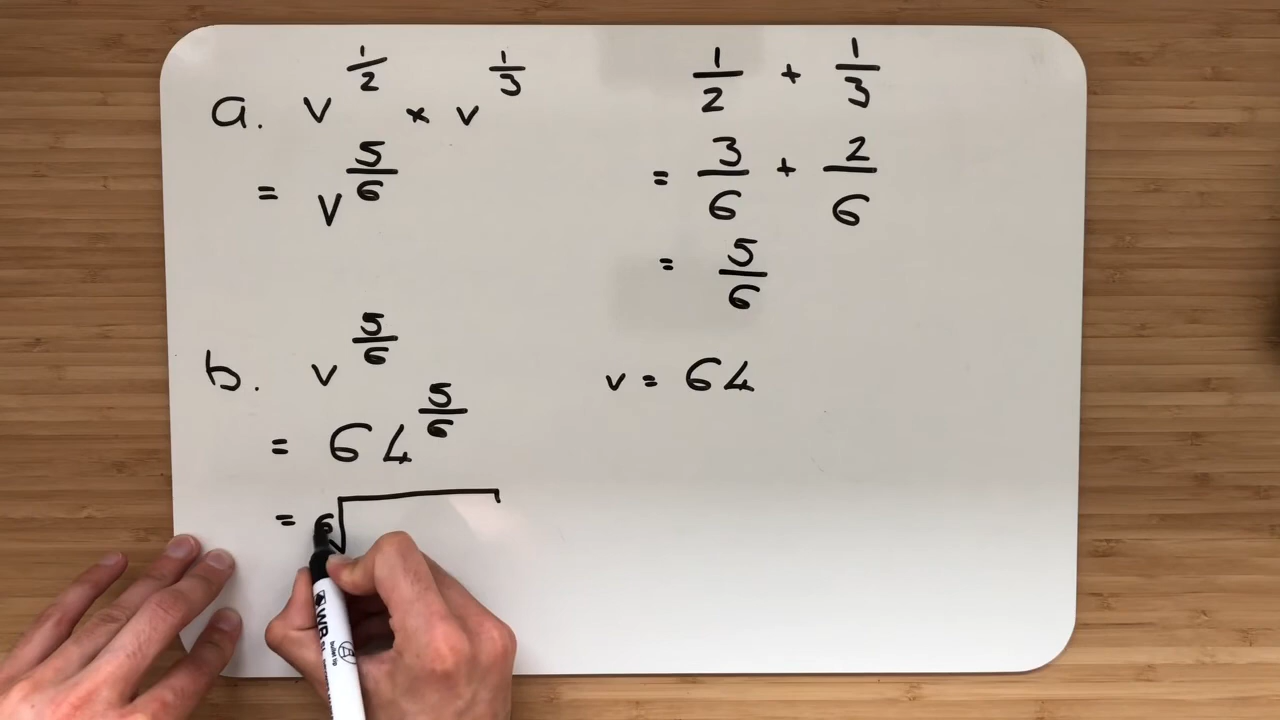 a. v^(1/2) × v^(1/3)
= v^(5/6)
1/2 + 1/3
= 3/6 + 2/6
= 5/6
b. v^(5/6)
v = 64
= 64^(5/6)
= 6√